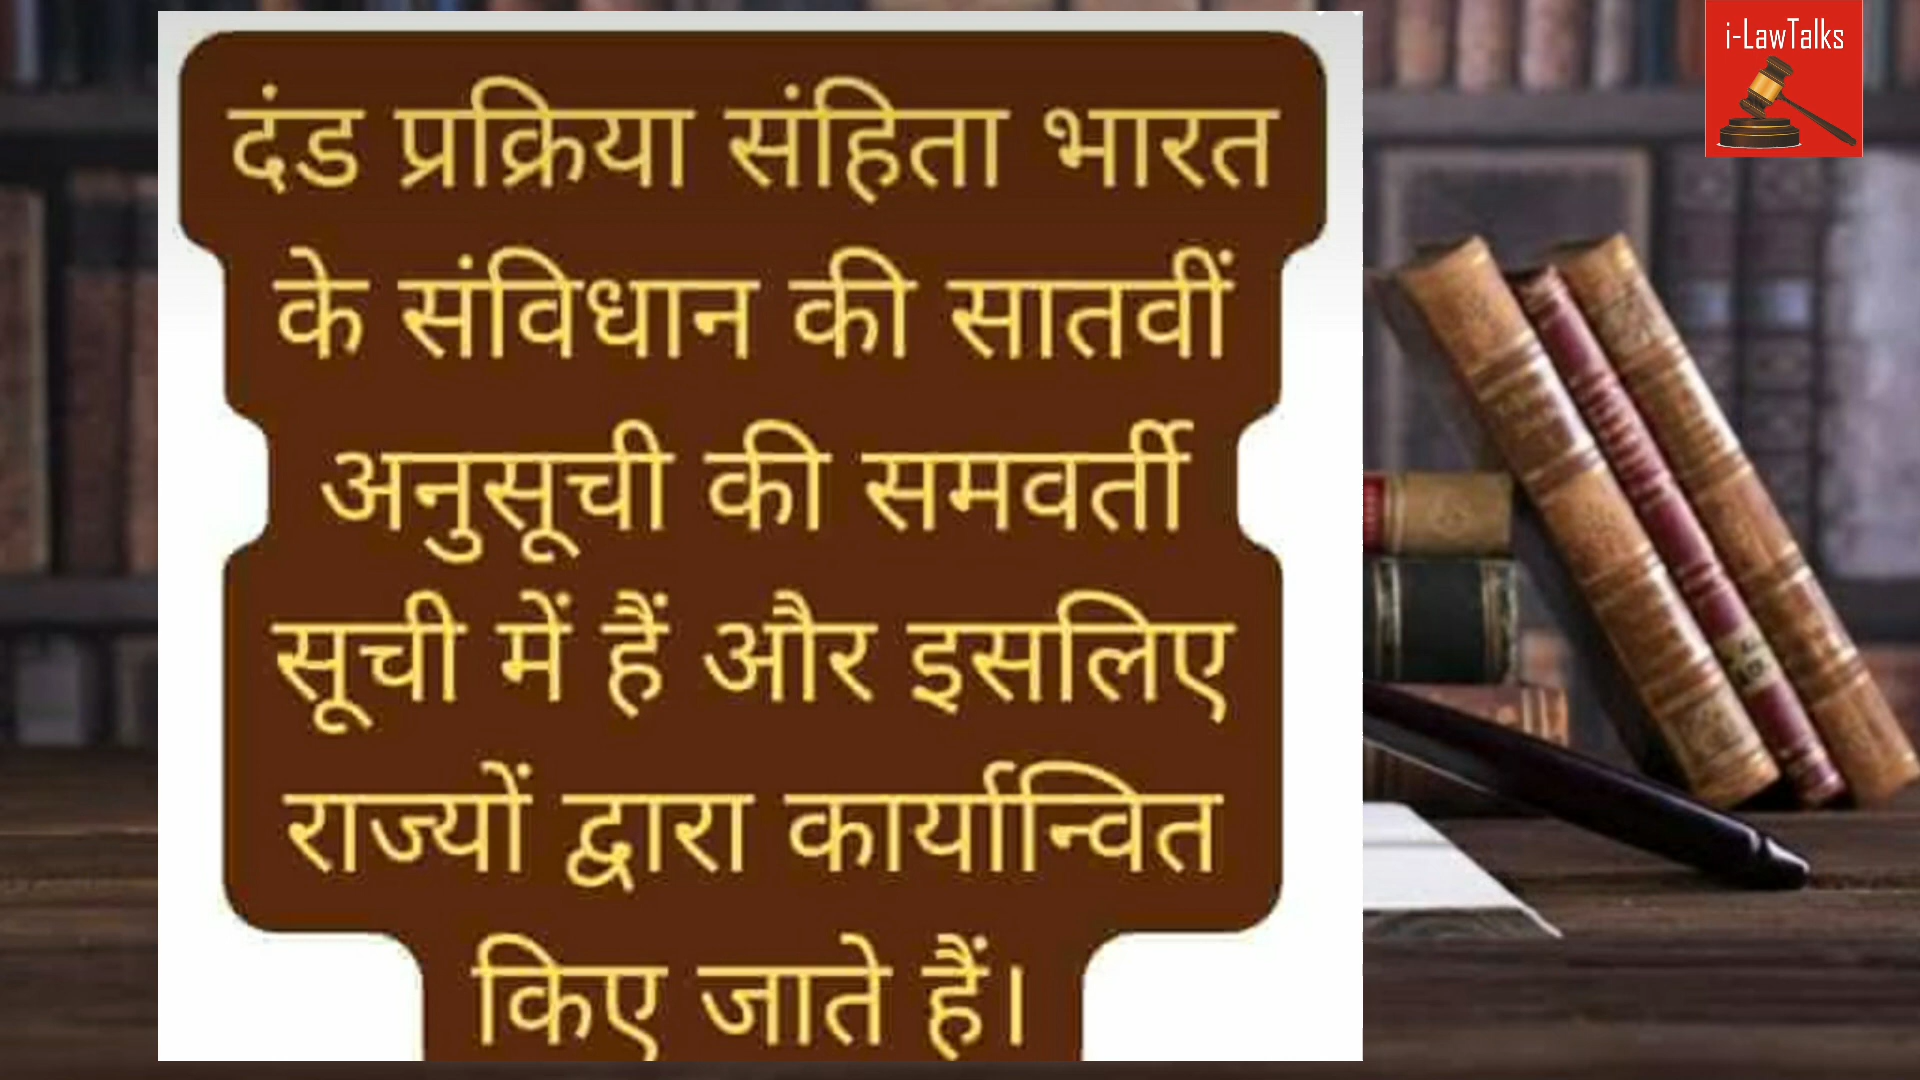 i-LawTalks
दंड प्रक्रिया संहिता भारत
के संविधान की सातवीं
अनुसूची की समवर्ती
सूची में हैं और इसलिए
राज्यों द्वारा कार्यान्वित
किए जाते हैं।